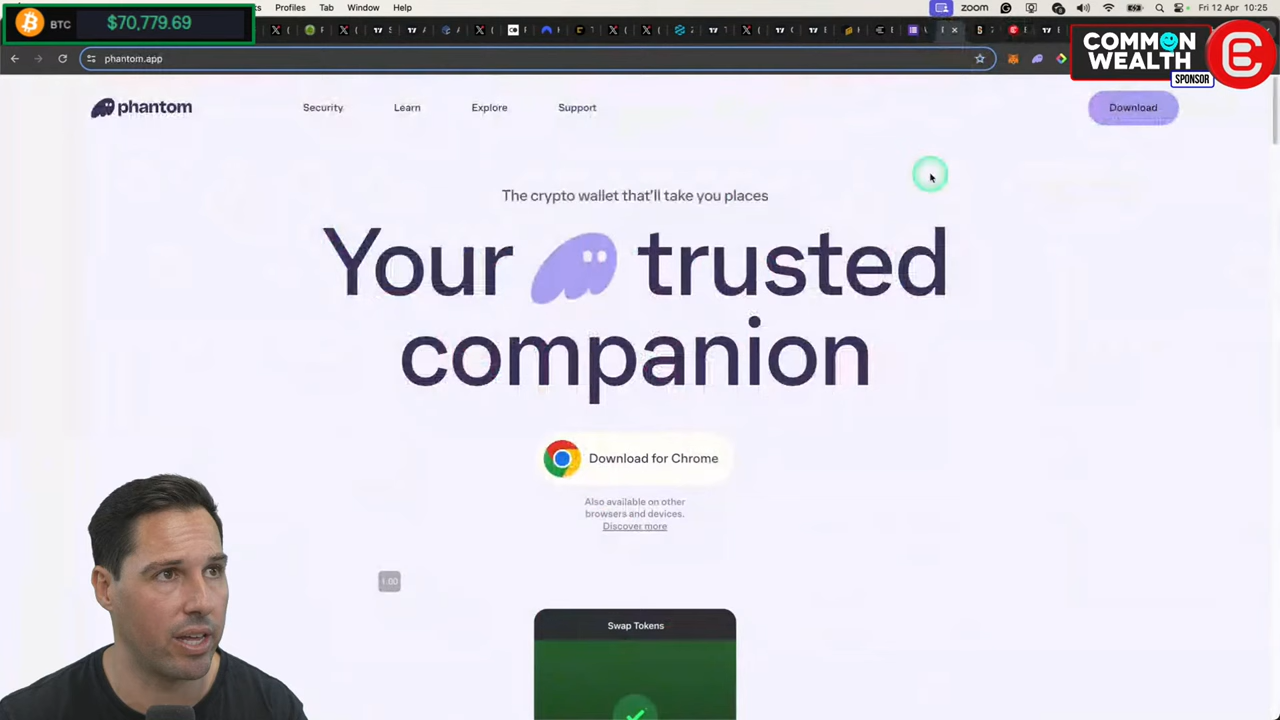 Profiles Tab Window Help
zoom
Fri 12 Apr 10:25
BTC $70,779.69
phantom.app
COMMON
WEALTH
SPONSOR
phantom
Security
Learn
Explore
Support
Download
The crypto wallet that'll take you places
Your trusted
companion
Download for Chrome
Also available on other
browsers and devices.
Discover more
1.00
Swap Tokens